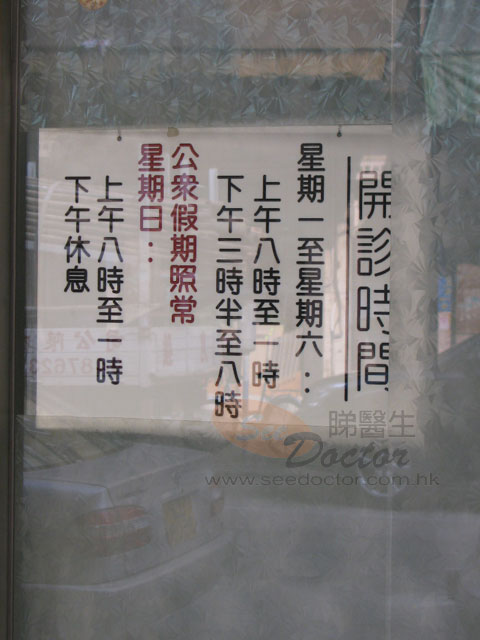 開診時間
星期一至星期六：
上午八時至一時
下午三時半至八時
公衆假期照常
星期日：
上午八時至一時
下午休息
睇醫生
Doctor
www.seedoctor.com.hk